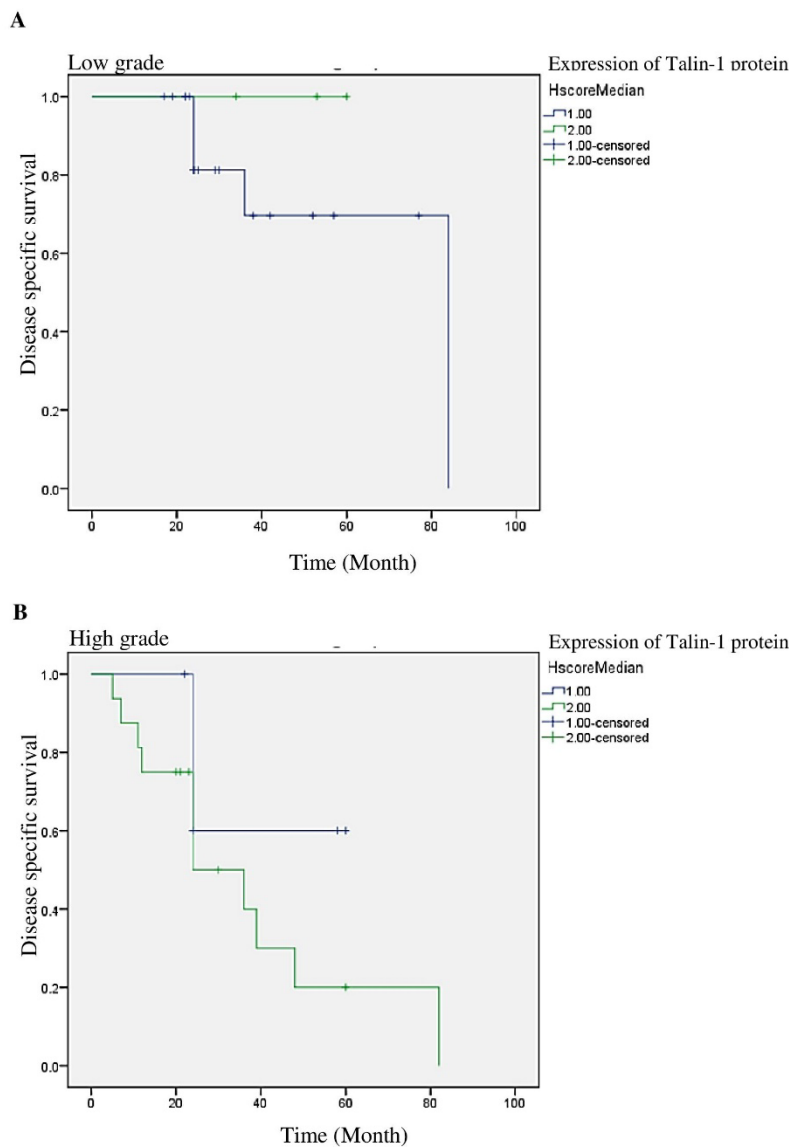 A
Low grade
Expression of Talin-1 protein
HscoreMedian
1.00
2.00
1.00-censored
2.00-censored
Disease specific survival
1.0
0.8
0.6
0.4
0.2
0.0
0 20 40 60 80 100
Time (Month)
B
High grade
Expression of Talin-1 protein
HscoreMedian
1.00
2.00
1.00-censored
2.00-censored
Disease specific survival
1.0
0.8
0.6
0.4
0.2
0.0
0 20 40 60 80 100
Time (Month)